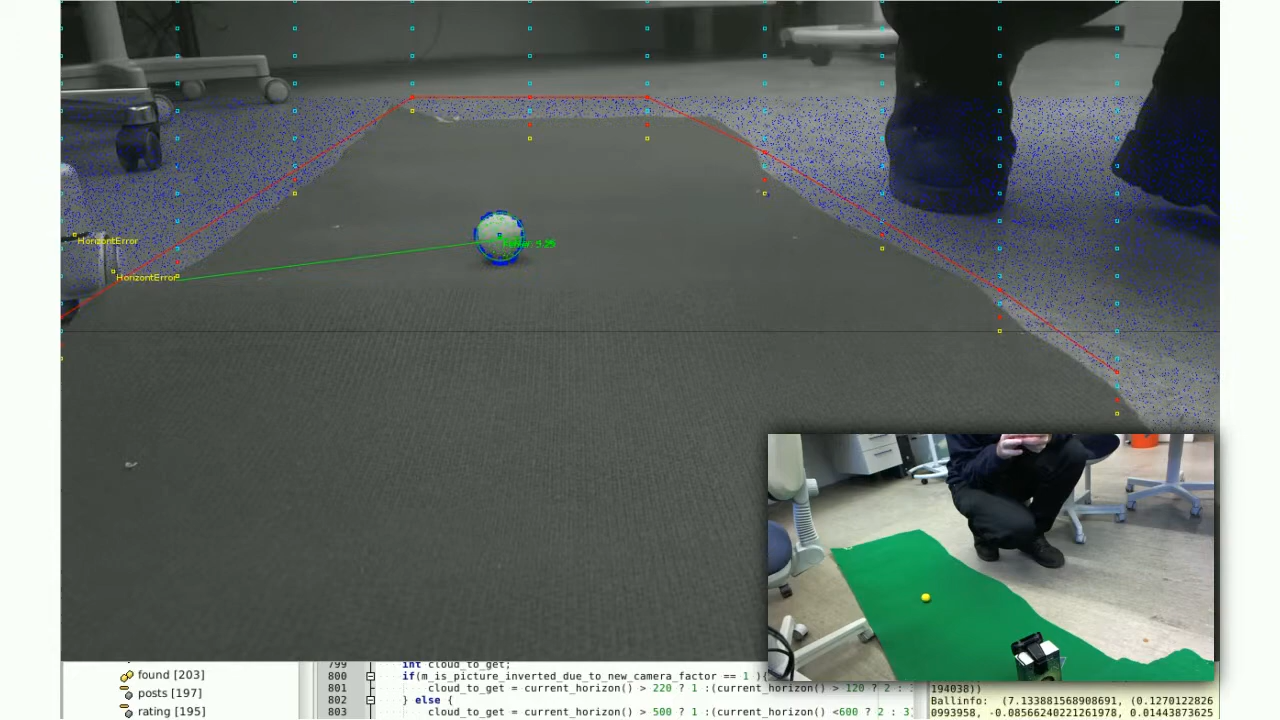 HorizontError
HorizontError
found [203]
posts [197]
rating [195]
799 int cloud_to_get;
800 if(m_is_picture_inverted_due_to_new_camera_factor == 1 ){
801 cloud_to_get = current_horizon() > 220 ? 1 :(current_horizon() > 120 ? 2 :
802 } else {
803 cloud_to_get = current_horizon() > 500 ? 1 :(current_horizon() <600 ? 2 :
194038))
Ballinfo: (7.133881568908691, (0.1270122826
0993958, -0.08566240221261978, 0.01443873625